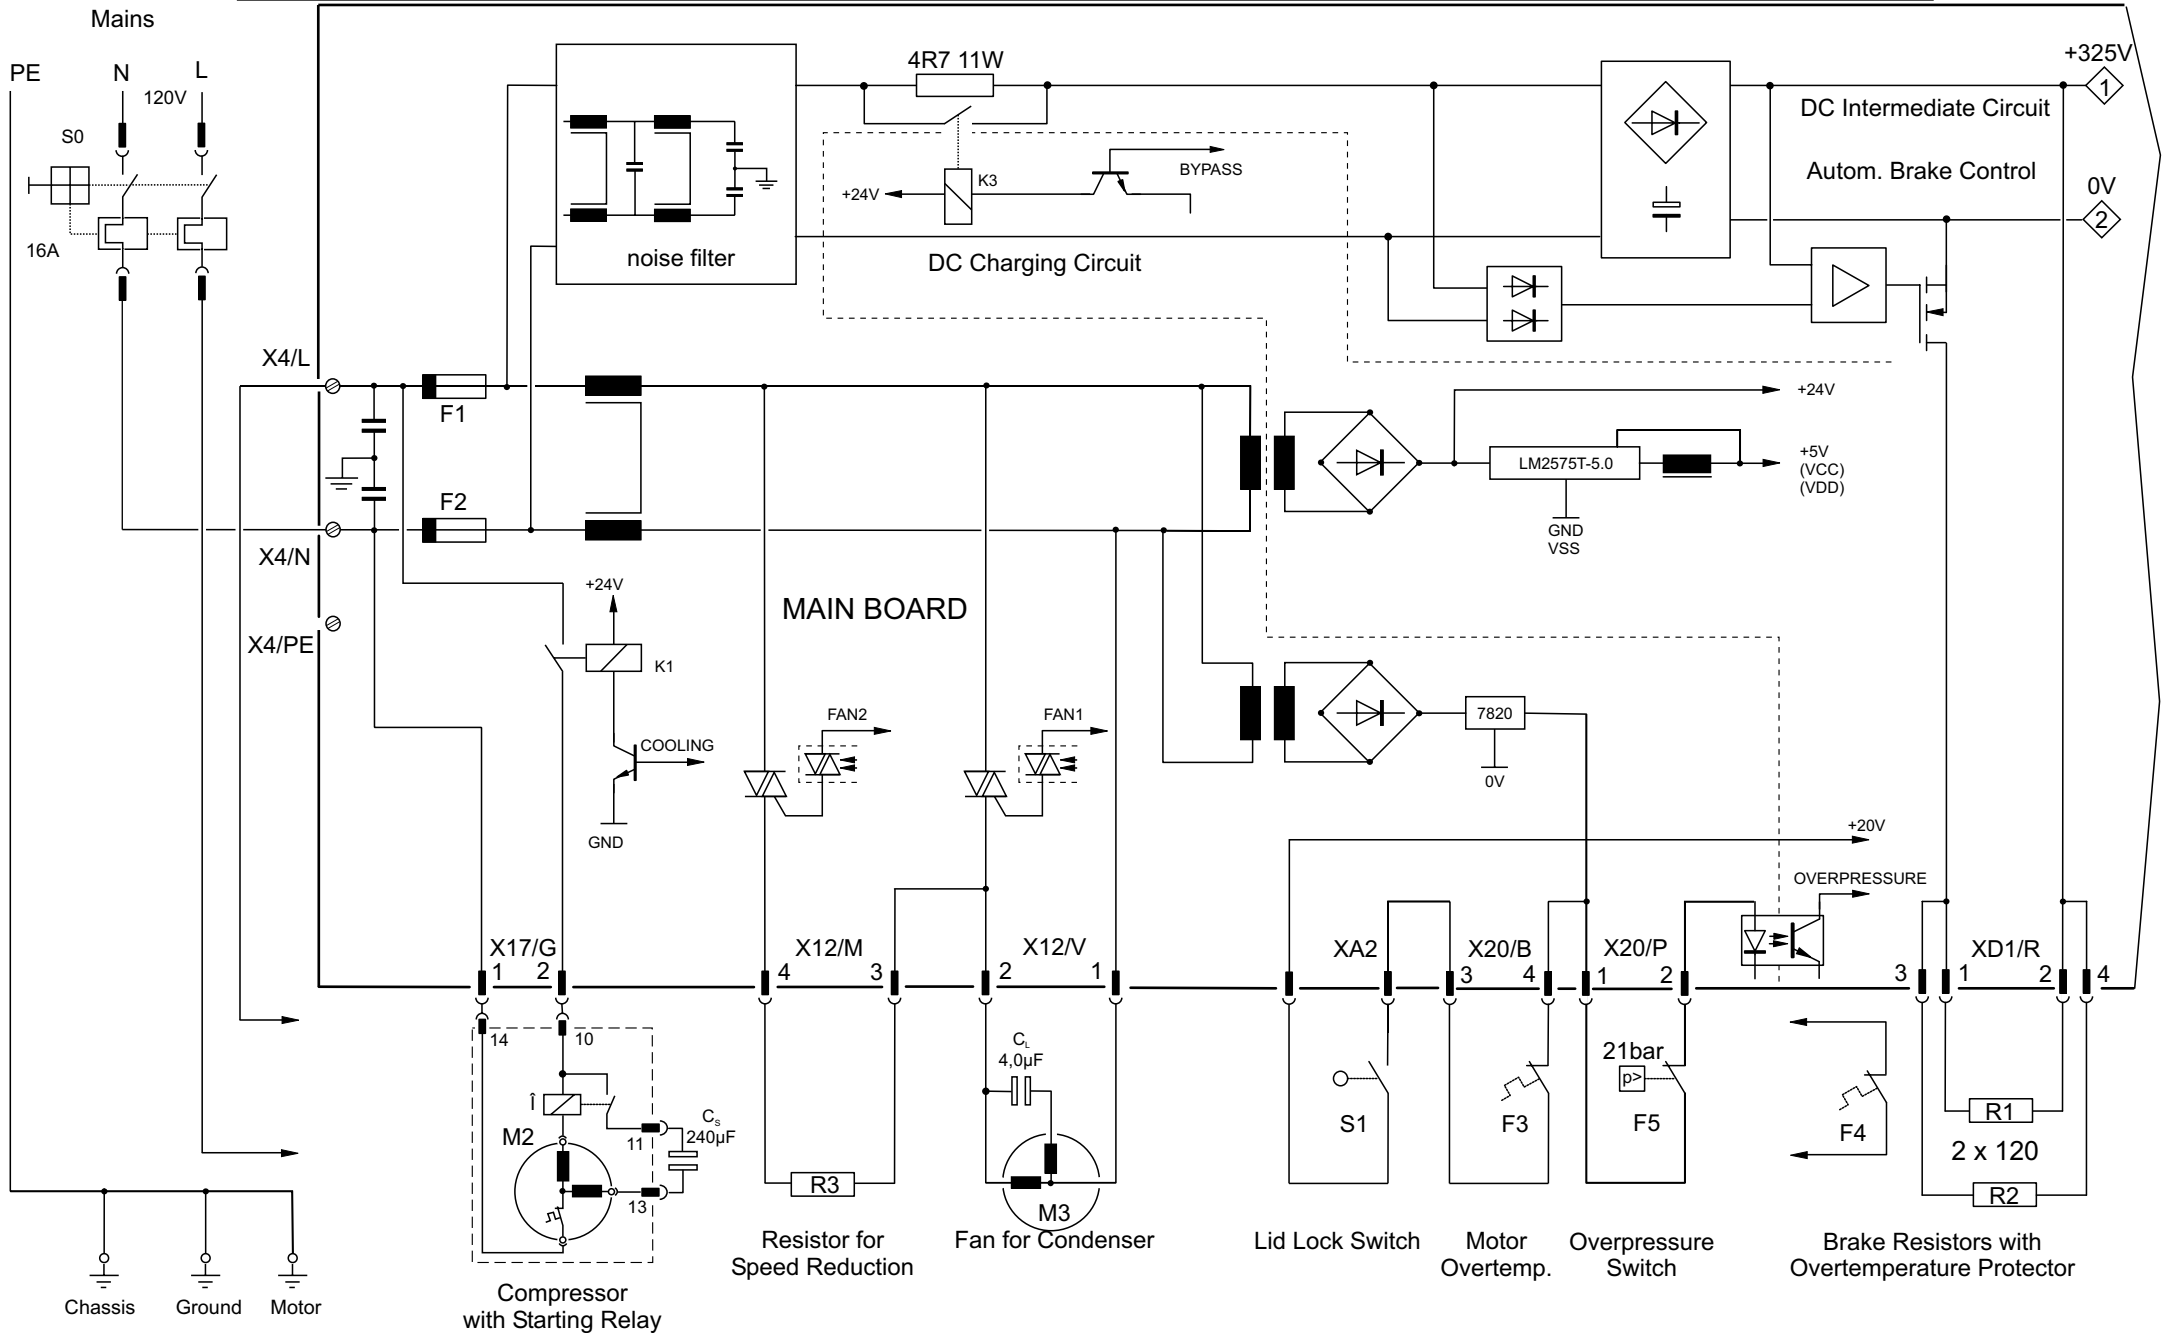 Mains
PE
N
L
120V
S0
16A
4R7 11W
+325V
1
DC Intermediate Circuit
BYPASS
K3
+24V
Autom. Brake Control
0V
2
noise filter
DC Charging Circuit
X4/L
F1
+24V
LM2575T-5.0
+5V
(VCC)
(VDD)
F2
GND
VSS
X4/N
+24V
MAIN BOARD
X4/PE
K1
FAN2
FAN1
7820
COOLING
0V
GND
+20V
OVERPRESSURE
X17/G
X12/M
X12/V
XA2
X20/B
X20/P
XD1/R
1
2
4
3
2
1
3
4
1
2
3
1
2
4
14
10
CL
4,0µF
21bar
p>
Î
CS
240µF
M2
11
S1
F3
F5
F4
R1
2 x 120
R3
R2
13
M3
Resistor for
Speed Reduction
Fan for Condenser
Lid Lock Switch
Motor
Overtemp.
Overpressure
Switch
Brake Resistors with
Overtemperature Protector
Chassis
Ground
Motor
Compressor
with Starting Relay